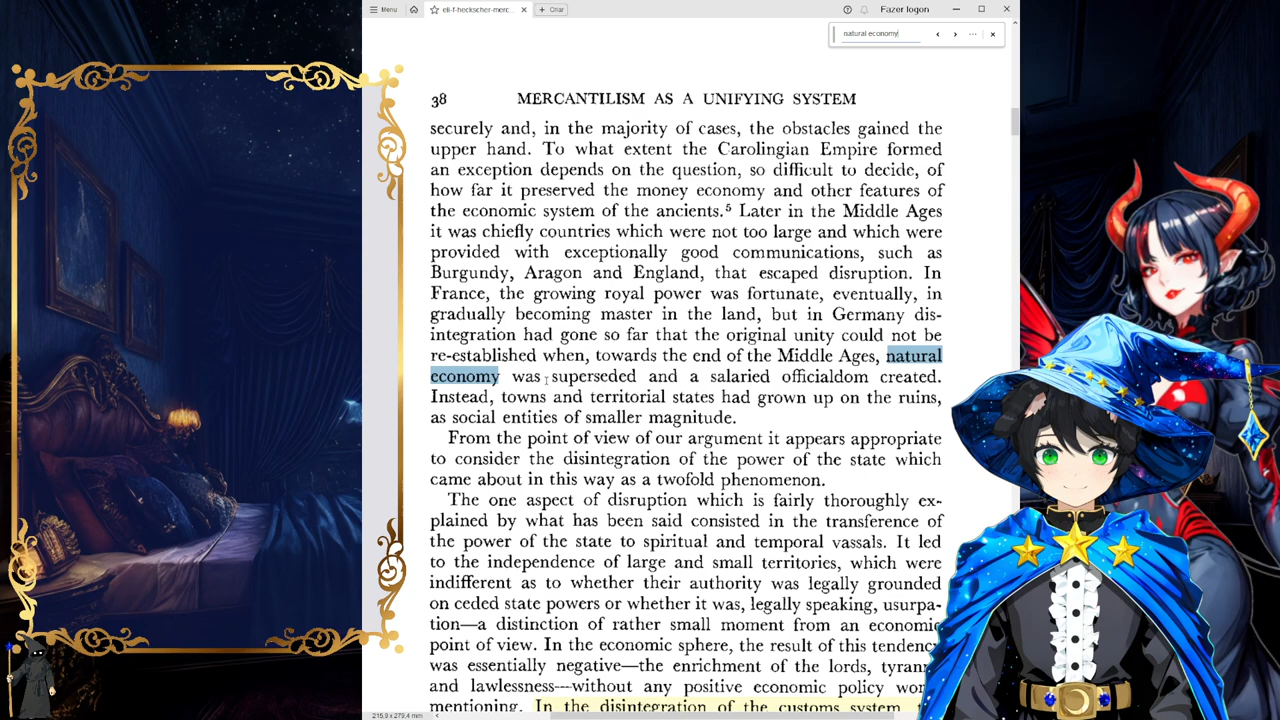 Menu
eli-f-heckscher-merc...
Criar
Fazer logon
natural economy
38 MERCANTILISM AS A UNIFYING SYSTEM
securely and, in the majority of cases, the obstacles gained the
upper hand. To what extent the Carolingian Empire formed
an exception depends on the question, so difficult to decide, of
how far it preserved the money economy and other features of
the economic system of the ancients.⁵ Later in the Middle Ages
it was chiefly countries which were not too large and which were
provided with exceptionally good communications, such as
Burgundy, Aragon and England, that escaped disruption. In
France, the growing royal power was fortunate, eventually, in
gradually becoming master in the land, but in Germany dis-
integration had gone so far that the original unity could not be
re-established when, towards the end of the Middle Ages, natural
economy was superseded and a salaried officialdom created.
Instead, towns and territorial states had grown up on the ruins,
as social entities of smaller magnitude.
From the point of view of our argument it appears appropriate
to consider the disintegration of the power of the state which
came about in this way as a twofold phenomenon.
The one aspect of disruption which is fairly thoroughly ex-
plained by what has been said consisted in the transference of
the power of the state to spiritual and temporal vassals. It led
to the independence of large and small territories, which were
indifferent as to whether their authority was legally grounded
on ceded state powers or whether it was, legally speaking, usurpa-
tion—a distinction of rather small moment from an economic
point of view. In the economic sphere, the result of this tendency
was essentially negative—the enrichment of the lords,
and lawlessness—without any positive economic policy
mentioning. In the disintegration of the customs system
215,9 x 279,4 mm